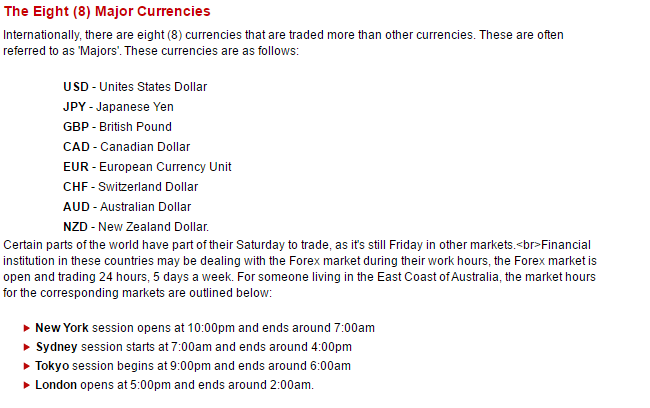 The Eight (8) Major Currencies
Internationally, there are eight (8) currencies that are traded more than other currencies. These are often
referred to as 'Majors'. These currencies are as follows:
USD - Unites States Dollar
JPY - Japanese Yen
GBP - British Pound
CAD - Canadian Dollar
EUR - European Currency Unit
CHF - Switzerland Dollar
AUD - Australian Dollar
NZD - New Zealand Dollar.
Certain parts of the world have part of their Saturday to trade, as it's still Friday in other markets.<br>Financial
institution in these countries may be dealing with the Forex market during their work hours, the Forex market is
open and trading 24 hours, 5 days a week. For someone living in the East Coast of Australia, the market hours
for the corresponding markets are outlined below:
New York session opens at 10:00pm and ends around 7:00am
Sydney session starts at 7:00am and ends around 4:00pm
Tokyo session begins at 9:00pm and ends around 6:00am
London opens at 5:00pm and ends around 2:00am.